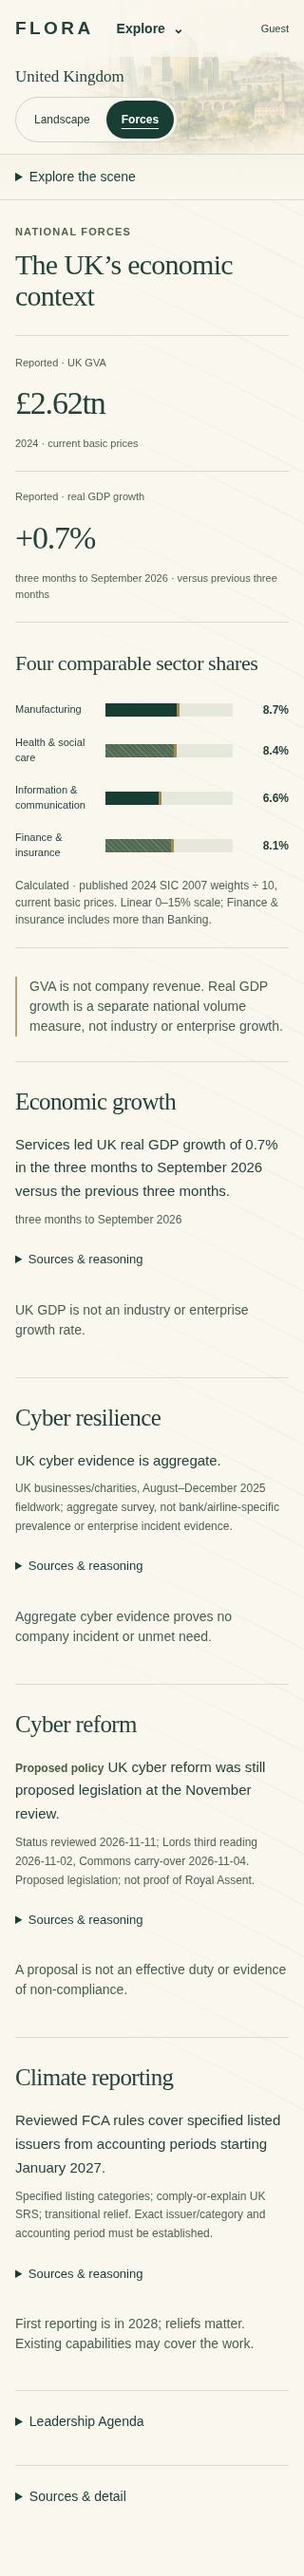 FLORA Explore Guest
United Kingdom
Landscape Forces
Explore the scene
NATIONAL FORCES
The UK's economic
context
Reported · UK GVA
£2.62tn
2024 · current basic prices
Reported · real GDP growth
+0.7%
three months to September 2026 · versus previous three
months
Four comparable sector shares
Manufacturing 8.7%
Health & social
care 8.4%
Information &
communication 6.6%
Finance &
insurance 8.1%
Calculated · published 2024 SIC 2007 weights ÷ 10,
current basic prices. Linear 0–15% scale; Finance &
insurance includes more than Banking.
GVA is not company revenue. Real GDP
growth is a separate national volume
measure, not industry or enterprise growth.
Economic growth
Services led UK real GDP growth of 0.7%
in the three months to September 2026
versus the previous three months.
three months to September 2026
Sources & reasoning
UK GDP is not an industry or enterprise
growth rate.
Cyber resilience
UK cyber evidence is aggregate.
UK businesses/charities, August–December 2025
fieldwork; aggregate survey, not bank/airline-specific
prevalence or enterprise incident evidence.
Sources & reasoning
Aggregate cyber evidence proves no
company incident or unmet need.
Cyber reform
Proposed policy UK cyber reform was still
proposed legislation at the November
review.
Status reviewed 2026-11-11; Lords third reading
2026-11-02, Commons carry-over 2026-11-04.
Proposed legislation; not proof of Royal Assent.
Sources & reasoning
A proposal is not an effective duty or evidence
of non-compliance.
Climate reporting
Reviewed FCA rules cover specified listed
issuers from accounting periods starting
January 2027.
Specified listing categories; comply-or-explain UK
SRS; transitional relief. Exact issuer/category and
accounting period must be established.
Sources & reasoning
First reporting is in 2028; reliefs matter.
Existing capabilities may cover the work.
Leadership Agenda
Sources & detail